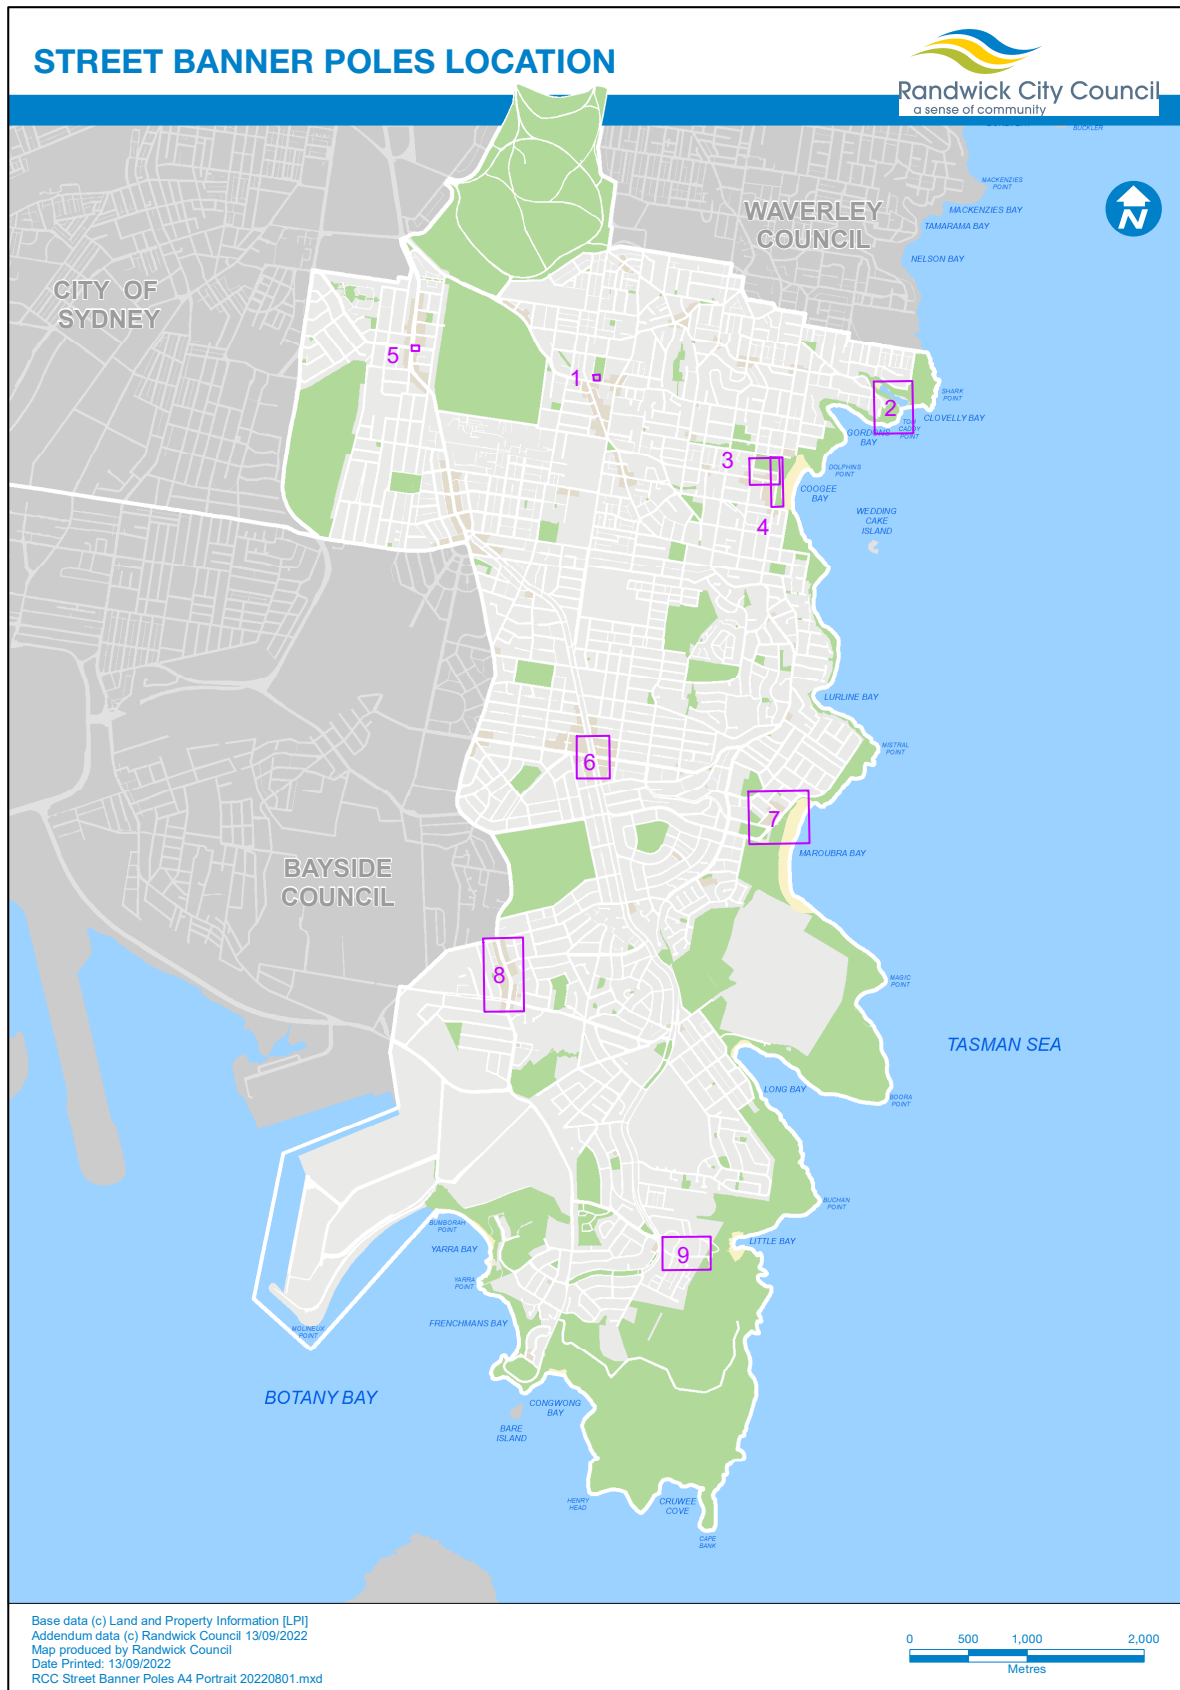 STREET BANNER POLES LOCATION
Randwick City Council
a sense of community
BUCKLER
MACKENZIES
POINT
WAVERLEY
COUNCIL
MACKENZIES BAY
TAMARAMA BAY
N
NELSON BAY
CITY OF
SYDNEY
5
1
2
SHARK
POINT
CLOVELLY BAY
TOM
CADDY
POINT
GORDONS
BAY
3
DOLPHINS
POINT
COOGEE
BAY
4
WEDDING
CAKE
ISLAND
LURLINE BAY
MISTRAL
POINT
6
7
MAROUBRA BAY
BAYSIDE
COUNCIL
8
MAGIC
POINT
TASMAN SEA
LONG BAY
BOORA
POINT
BUCHAN
POINT
BUMBORAH
POINT
YARRA BAY
LITTLE BAY
9
YARRA
POINT
FRENCHMANS BAY
MOLINEUX
POINT
BOTANY BAY
CONGWONG
BAY
BARE
ISLAND
HENRY
HEAD
CRUWEE
COVE
CAPE
BANK
Base data (c) Land and Property Information [LPI]
Addendum data (c) Randwick Council 13/09/2022
Map produced by Randwick Council
Date Printed: 13/09/2022
RCC Street Banner Poles A4 Portrait 20220801.mxd
0 500 1,000 2,000
Metres